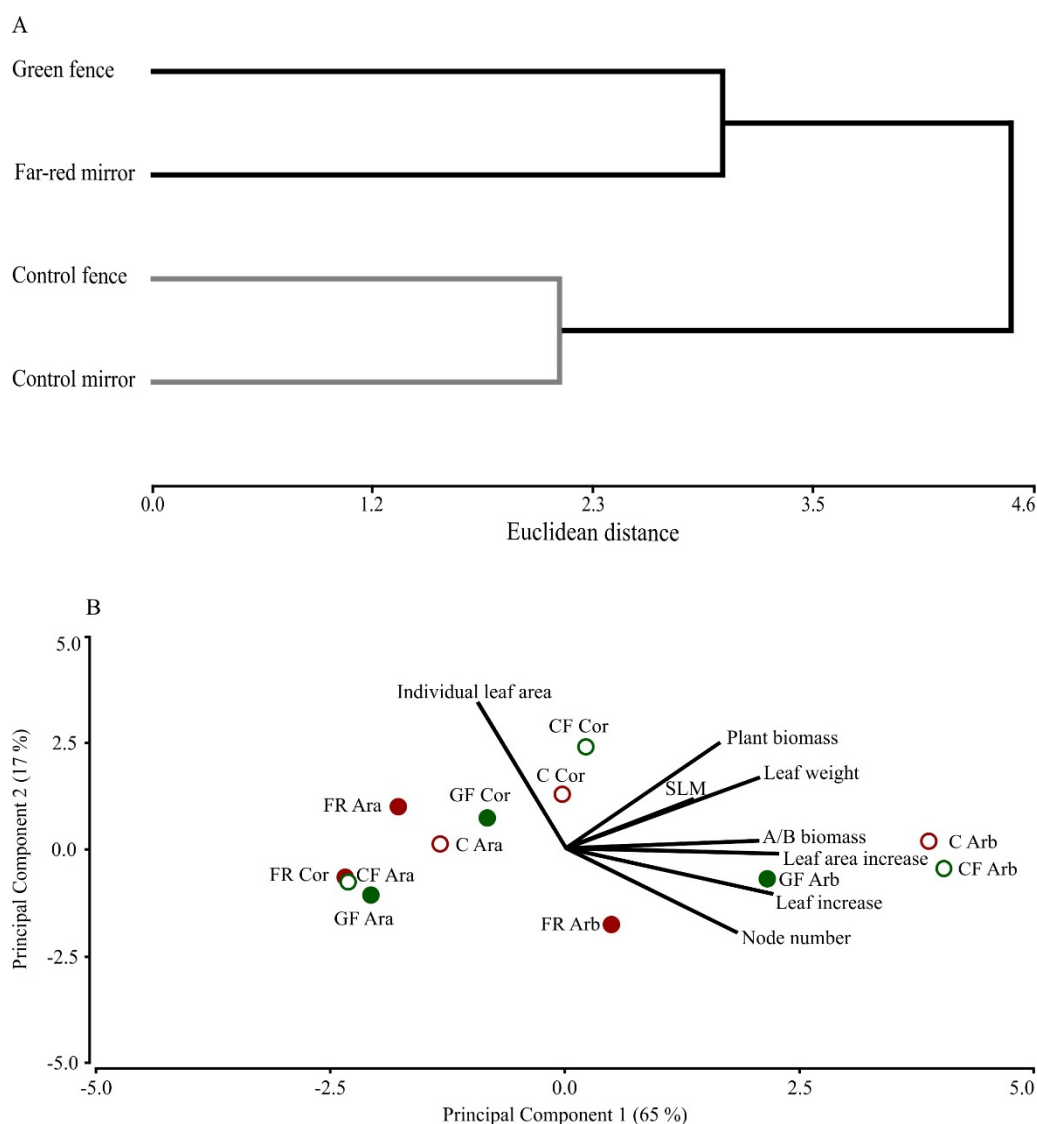 A
Green fence
Far-red mirror
Control fence
Control mirror
0.0 1.2 2.3 3.5 4.6
Euclidean distance
B
5.0
2.5
0.0
-2.5
-5.0
Principal Component 2 (17 %)
Individual leaf area
CF Cor
Plant biomass
C Cor
Leaf weight
SLM
FR Ara
GF Cor
C Ara
A/B biomass
C Arb
Leaf area increase
FR Cor
CF Ara
GF Arb
CF Arb
GF Ara
Leaf increase
FR Arb
Node number
-5.0 -2.5 0.0 2.5 5.0
Principal Component 1 (65 %)